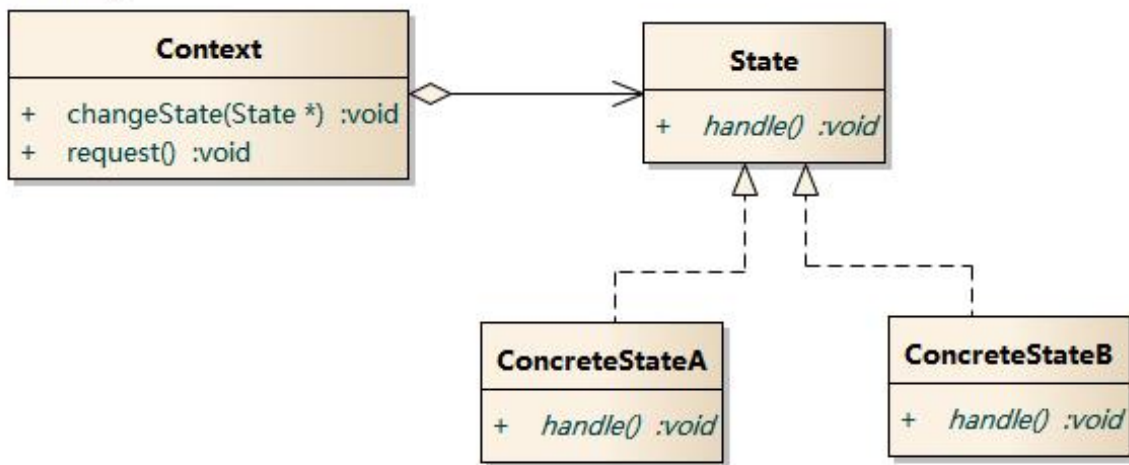 Context
+ changeState(State *) :void
+ request() :void
State
+ handle() :void
ConcreteStateA
+ handle() :void
ConcreteStateB
+ handle() :void